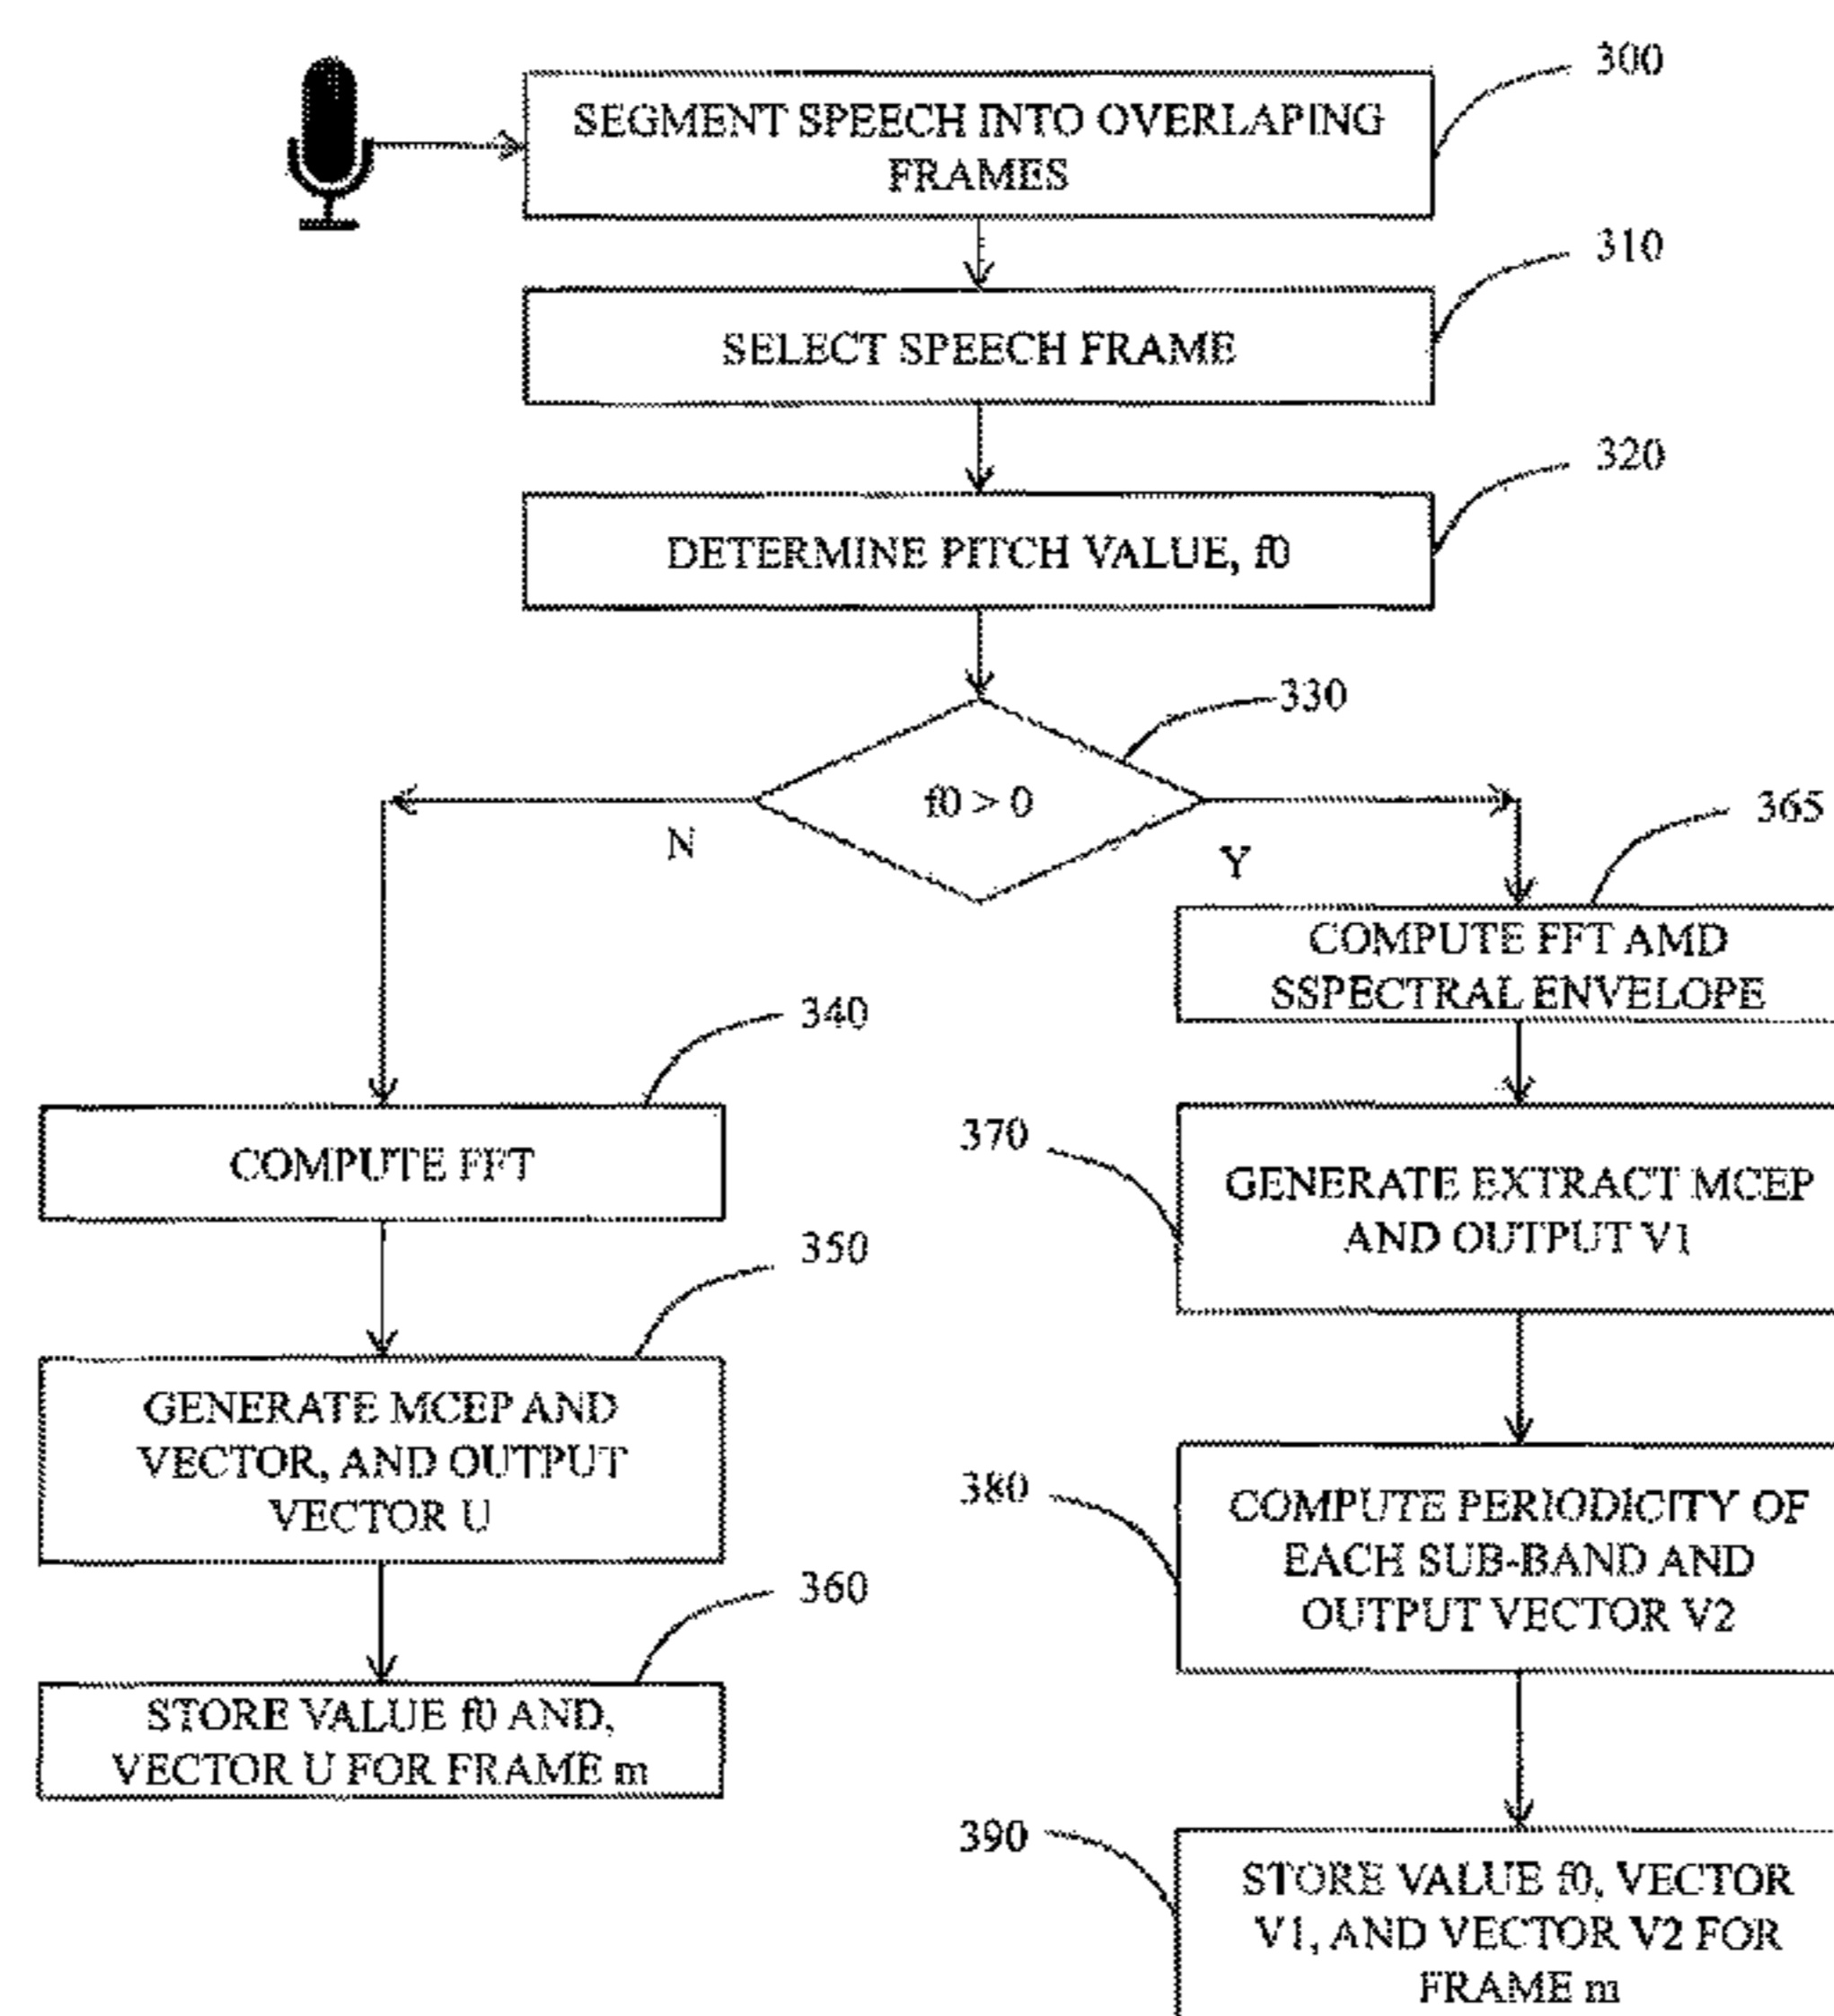 300
SEGMENT SPEECH INTO OVERLAPING
FRAMES
310
SELECT SPEECH FRAME
320
DETERMINE PITCH VALUE, f0
330
f0 > 0
N
Y
365
COMPUTE FFT AMD
SSPECTRAL ENVELOPE
340
COMPUTE FFT
370
GENERATE EXTRACT MCEP
AND OUTPUT V1
350
GENERATE MCEP AND
VECTOR, AND OUTPUT
VECTOR U
380
COMPUTE PERIODICITY OF
EACH SUB-BAND AND
OUTPUT VECTOR V2
360
STORE VALUE f0 AND,
VECTOR U FOR FRAME m
390
STORE VALUE f0, VECTOR
V1, AND VECTOR V2 FOR
FRAME m